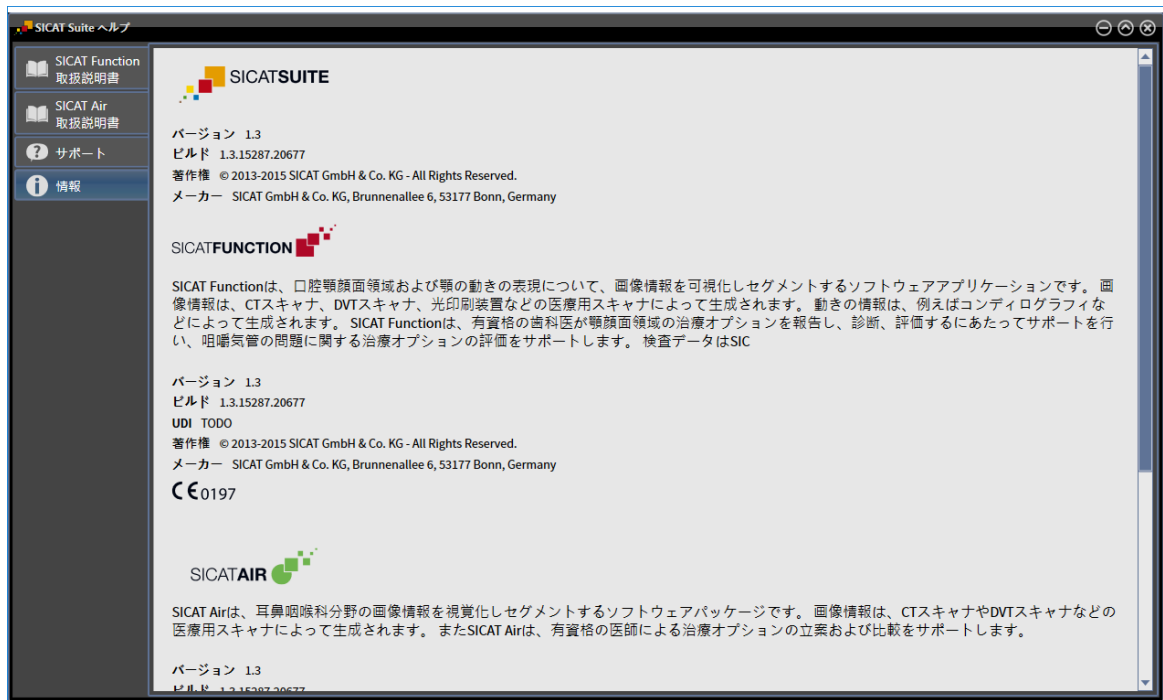 SICAT Suite ヘルプ
SICAT Function
取扱説明書
SICAT Air
取扱説明書
サポート
情報
SICATSUITE
バージョン 1.3
ビルド 1.3.15287.20677
著作権 © 2013-2015 SICAT GmbH & Co. KG - All Rights Reserved.
メーカー SICAT GmbH & Co. KG, Brunnenallee 6, 53177 Bonn, Germany
SICATFUNCTION
SICAT Functionは、口腔顎顔面領域および顎の動きの表現について、画像情報を可視化しセグメントするソフトウェアアプリケーションです。 画
像情報は、CTスキャナ、DVTスキャナ、光印刷装置などの医療用スキャナによって生成されます。 動きの情報は、例えばコンディログラフィな
どによって生成されます。 SICAT Functionは、有資格の歯科医が顎顔面領域の治療オプションを報告し、診断、評価するにあたってサポートを行
い、咀嚼気管の問題に関する治療オプションの評価をサポートします。 検査データはSIC
バージョン 1.3
ビルド 1.3.15287.20677
UDI TODO
著作権 © 2013-2015 SICAT GmbH & Co. KG - All Rights Reserved.
メーカー SICAT GmbH & Co. KG, Brunnenallee 6, 53177 Bonn, Germany
CE0197
SICATAIR
SICAT Airは、耳鼻咽喉科分野の画像情報を視覚化しセグメントするソフトウェアパッケージです。 画像情報は、CTスキャナやDVTスキャナなどの
医療用スキャナによって生成されます。 またSICAT Airは、有資格の医師による治療オプションの立案および比較をサポートします。
バージョン 1.3
ビルド 1.3.15287.20677